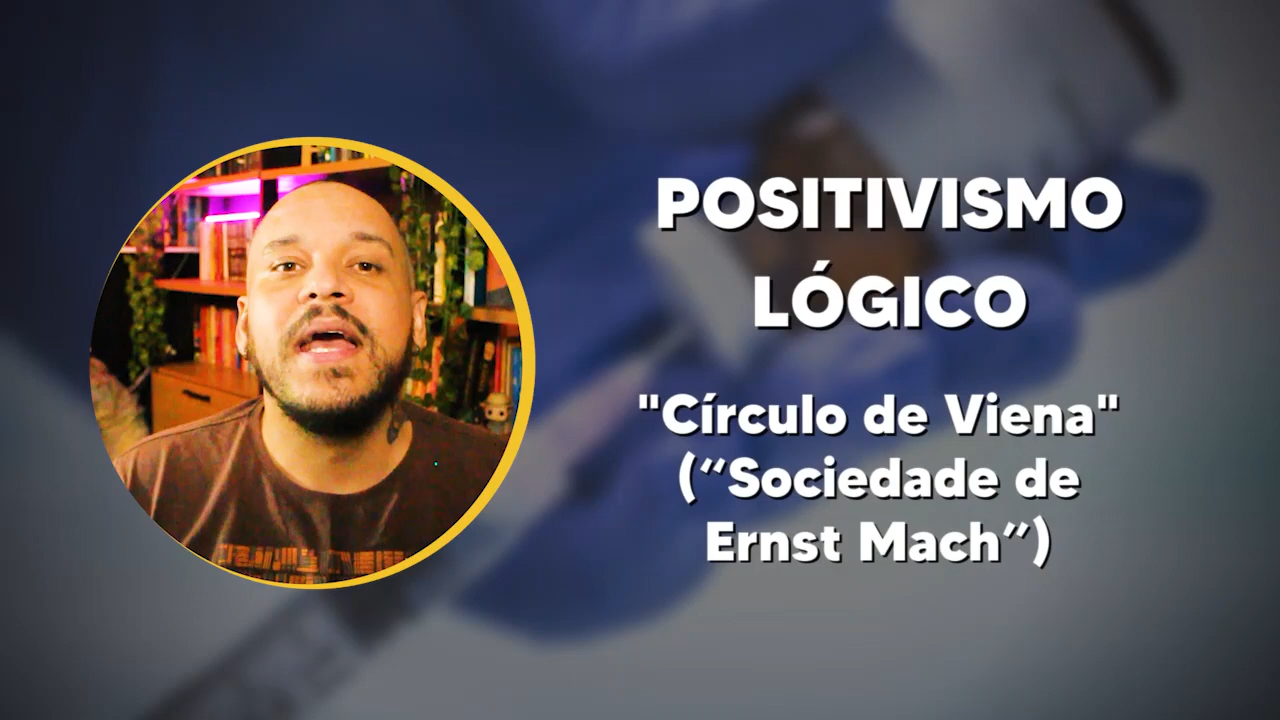 POSITIVISMO
LÓGICO
"Círculo de Viena"
(“Sociedade de
Ernst Mach”)